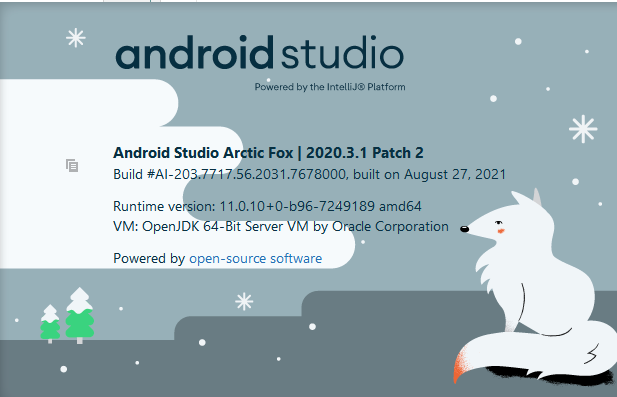 android studio
Powered by the IntelliJ® Platform
Android Studio Arctic Fox | 2020.3.1 Patch 2
Build #AI-203.7717.56.2031.7678000, built on August 27, 2021
Runtime version: 11.0.10+0-b96-7249189 amd64
VM: OpenJDK 64-Bit Server VM by Oracle Corporation
Powered by open-source software